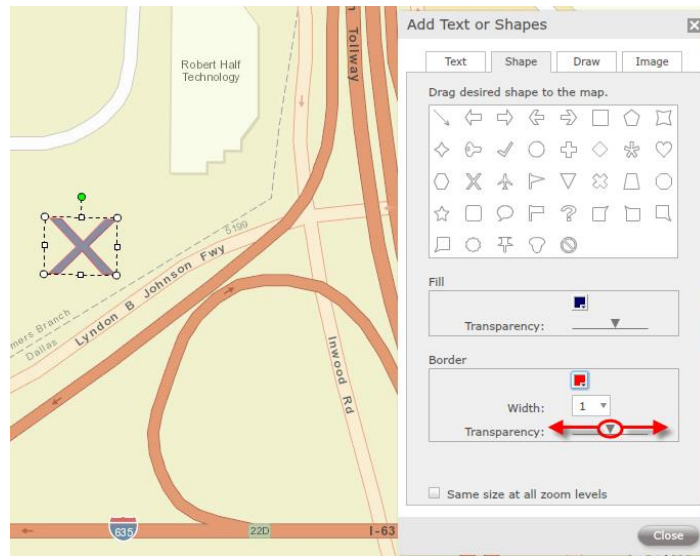 Add Text or Shapes
Text Shape Draw Image
Drag desired shape to the map.
Fill
Transparency:
Border
Width: 1
Transparency:
Same size at all zoom levels
Close
Robert Half
Technology
Tollway
5199
Lyndon B Johnson Fwy
mers Branch
Dallas
Inwood Rd
635
22D
I-63